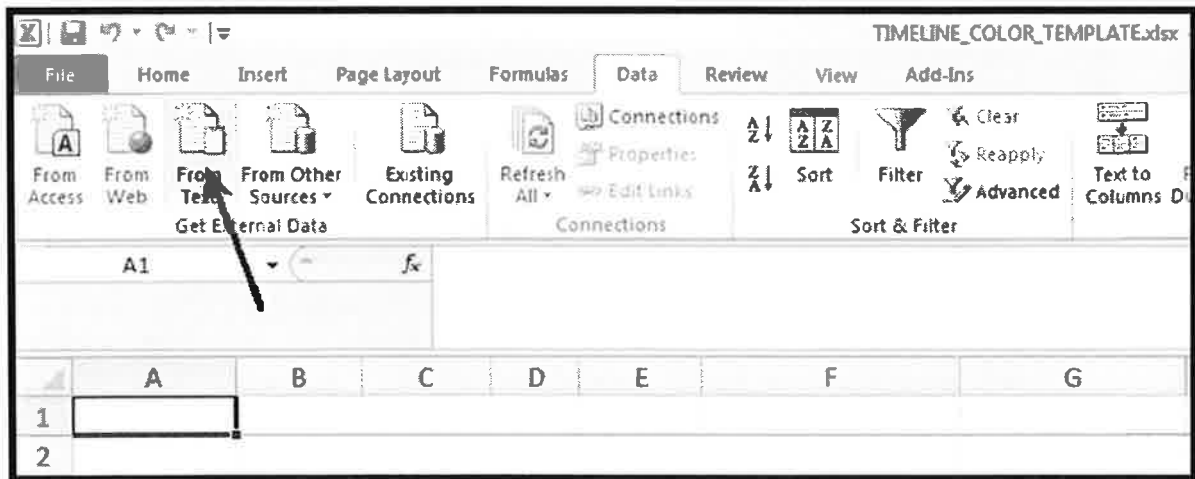 TIMELINE_COLOR_TEMPLATE.xlsx -
File Home Insert Page Layout Formulas Data Review View Add-Ins
From Access
From Web
From Text
From Other Sources
Existing Connections
Get External Data
Refresh All
Connections
Properties
Edit Links
Connections
A Z
Z A
A Z Z A
Sort
Filter
Clear
Reapply
Advanced
Sort & Filter
Text to Columns
A1 fx
A B C D E F G
1
2